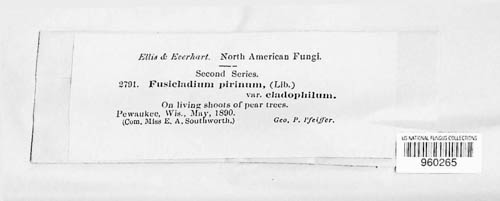 Ellis & Everhart. North American Fungi.
Second Series.
2791. Fusicladium pirinum, (Lib.)
var. cladophilum.
On living shoots of pear trees.
Pewaukee, Wis., May, 1890.
(Com. Miss E. A. Southworth.) Geo. P. Pfeiffer.
US NATIONAL FUNGUS COLLECTIONS
960265